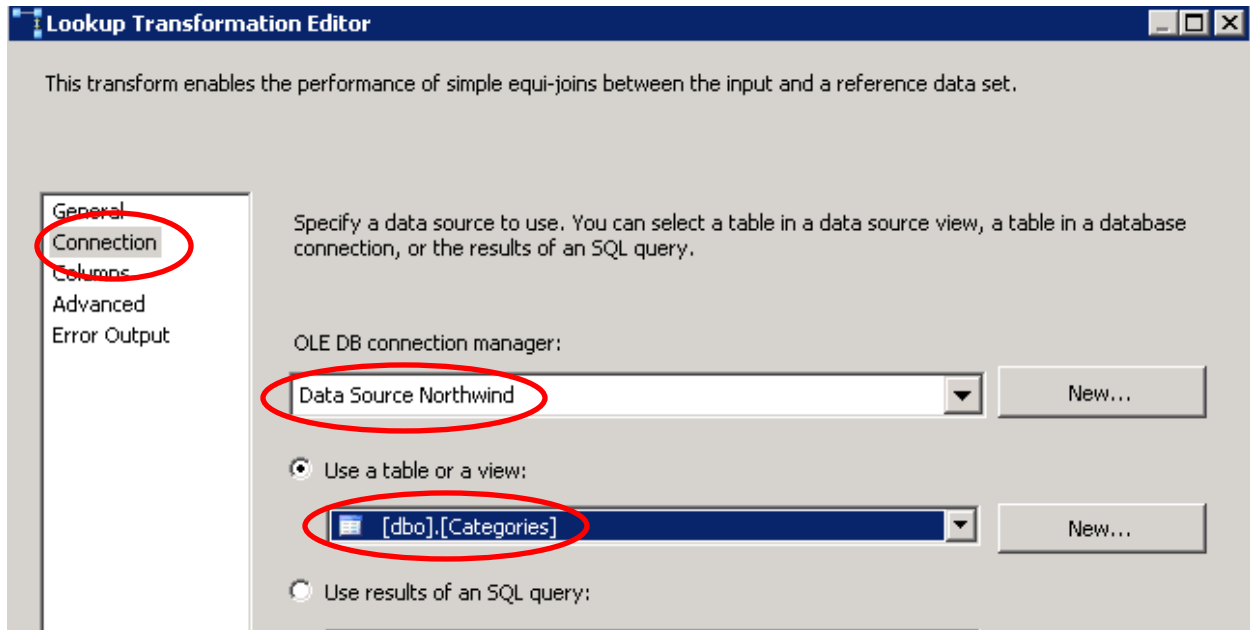 Lookup Transformation Editor
This transform enables the performance of simple equi-joins between the input and a reference data set.
General
Connection
Columns
Advanced
Error Output
Specify a data source to use. You can select a table in a data source view, a table in a database
connection, or the results of an SQL query.
OLE DB connection manager:
Data Source Northwind
New...
Use a table or a view:
[dbo].[Categories]
New...
Use results of an SQL query: